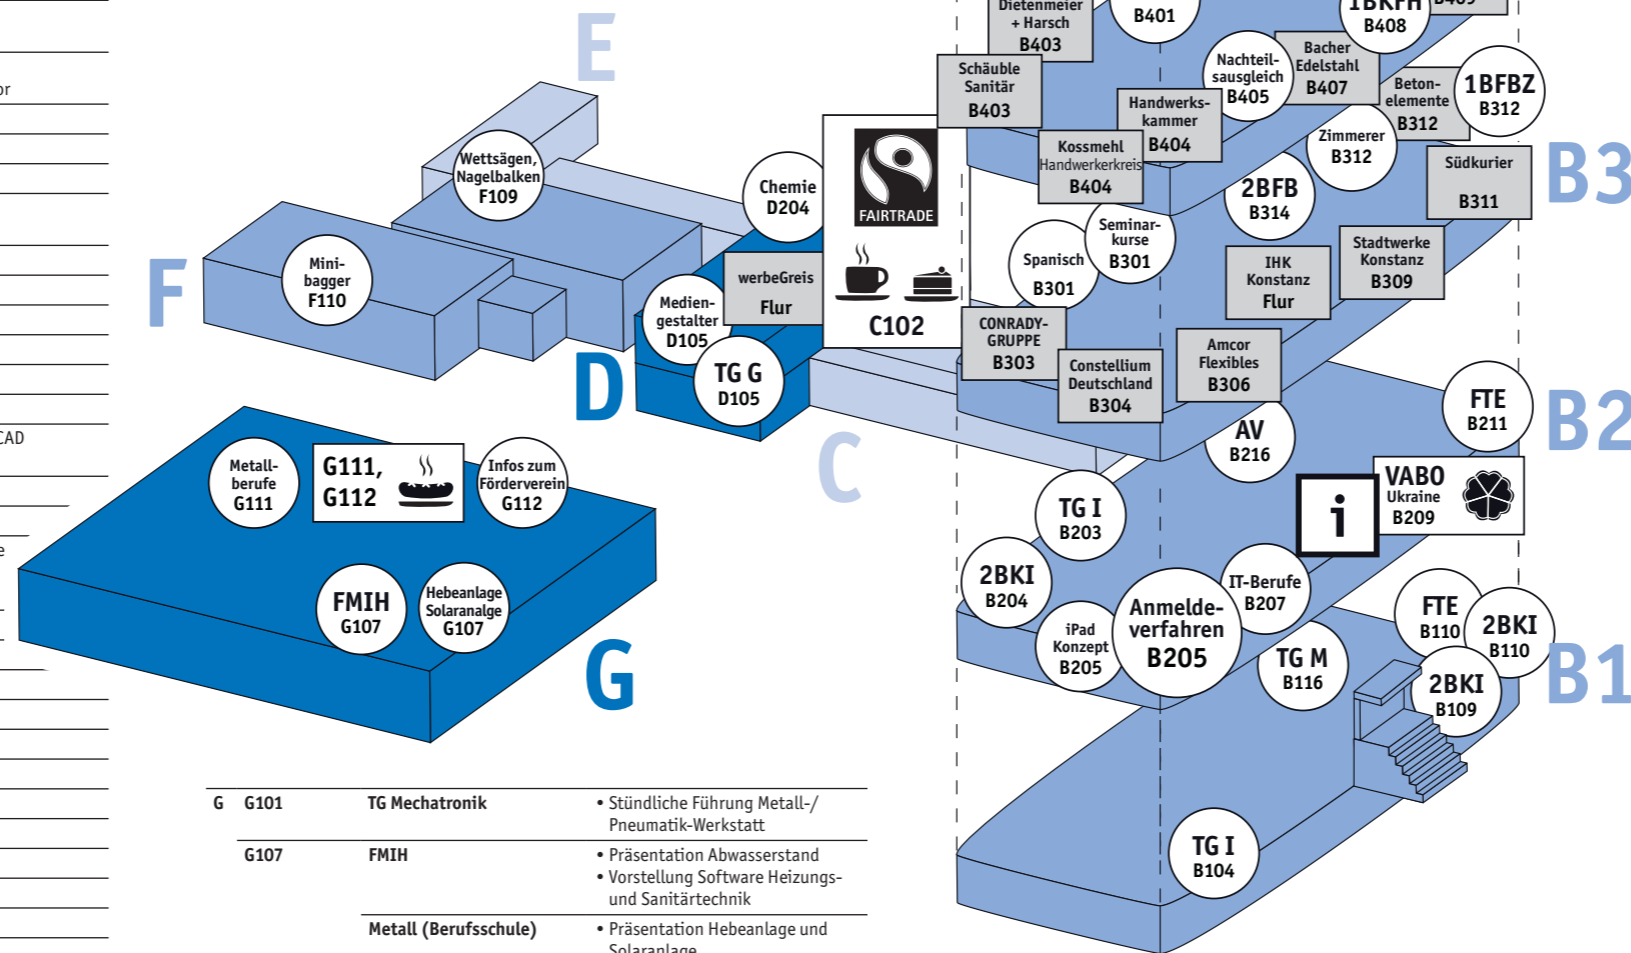 or
CAD
e
E
F
D
C
G
B3
B2
B1
Dietenmeier
+ Harsch
B403
B401
1BKFH
B408
B409
Schäuble
Sanitär
B403
Nachteil-
sausgleich
B405
Bacher
Edelstahl
B407
Beton-
elemente
B312
1BFBZ
B312
Handwerks-
kammer
B404
Kossmehl
Handwerkerkreis
B404
Zimmerer
B312
Südkurier
B311
2BFB
B314
Wettsägen,
Nagelbalken
F109
Chemie
D204
FAIRTRADE
C102
Mini-
bagger
F110
werbeGreis
Flur
Medien-
gestalter
D105
TG G
D105
Spanisch
B301
Seminar-
kurse
B301
IHK
Konstanz
Flur
Stadtwerke
Konstanz
B309
CONRADY-
GRUPPE
B303
Constellium
Deutschland
B304
Amcor
Flexibles
B306
FTE
B211
AV
B216
VABO
Ukraine
B209
i
TG I
B203
2BKI
B204
iPad
Konzept
B205
Anmelde-
verfahren
B205
IT-Berufe
B207
TG M
B116
FTE
B110
2BKI
B110
2BKI
B109
TG I
B104
Metall-
berufe
G111
G111,
G112
Infos zum
Förderverein
G112
FMIH
G107
Hebeanlage
Solaranalge
G107
G G101 TG Mechatronik • Stündliche Führung Metall-/
Pneumatik-Werkstatt
G107 FMIH • Präsentation Abwasserstand
• Vorstellung Software Heizungs-
und Sanitärtechnik
Metall (Berufsschule) • Präsentation Hebeanlage und
Solaranlage